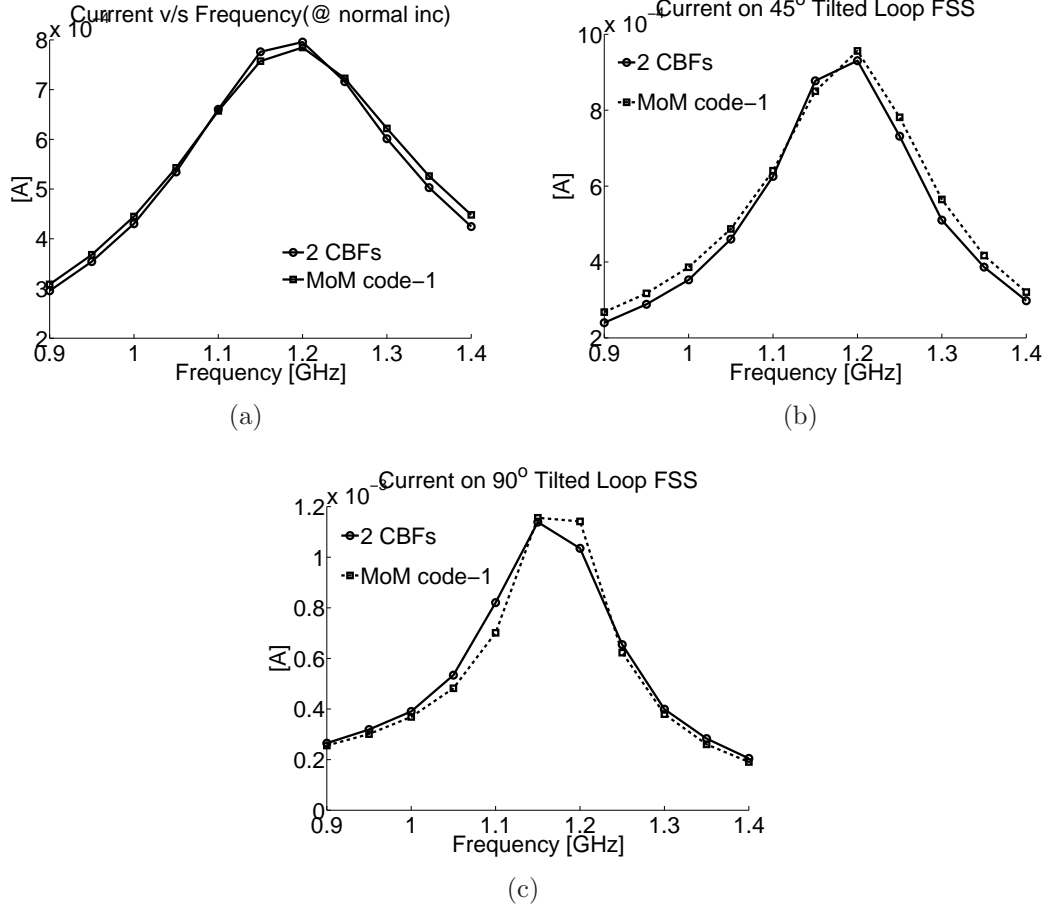 Currrent v/s Frequency(@ normal inc)
x 10⁻⁴
8
7
6
5
4
3
2
[A]
2 CBFs
MoM code−1
0.9 1 1.1 1.2 1.3 1.4
Frequency [GHz]
(a)
Current on 45° Tilted Loop FSS
x 10⁻⁴
10
8
6
4
2
[A]
2 CBFs
MoM code−1
0.9 1 1.1 1.2 1.3 1.4
Frequency [GHz]
(b)
Current on 90° Tilted Loop FSS
x 10⁻³
1.2
1
0.8
0.6
0.4
0.2
0
[A]
2 CBFs
MoM code−1
0.9 1 1.1 1.2 1.3 1.4
Frequency [GHz]
(c)